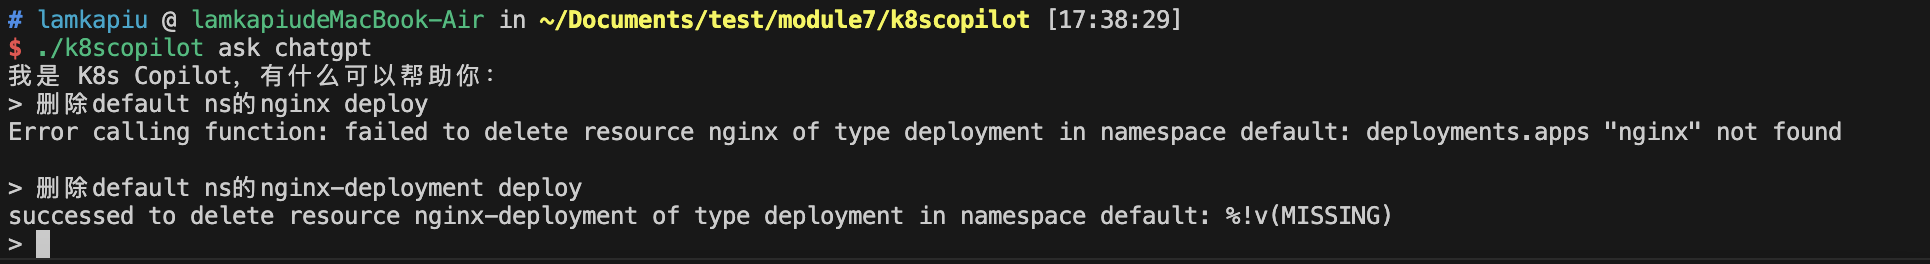 # lamkapiu @ lamkapiudeMacBook-Air in ~/Documents/test/module7/k8scopilot [17:38:29]
$ ./k8scopilot ask chatgpt
我是 K8s Copilot, 有什么可以帮助你:
> 删除default ns的nginx deploy
Error calling function: failed to delete resource nginx of type deployment in namespace default: deployments.apps "nginx" not found
> 删除default ns的nginx-deployment deploy
successed to delete resource nginx-deployment of type deployment in namespace default: %!v(MISSING)
>